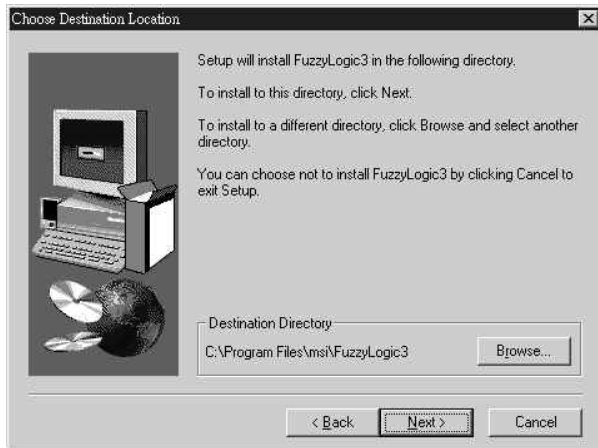 Choose Destination Location
Setup will install FuzzyLogic3 in the following directory.
To install to this directory, click Next.
To install to a different directory, click Browse and select another
directory.
You can choose not to install FuzzyLogic3 by clicking Cancel to
exit Setup.
Destination Directory
C:\Program Files\msi\FuzzyLogic3
Browse...
< Back
Next >
Cancel